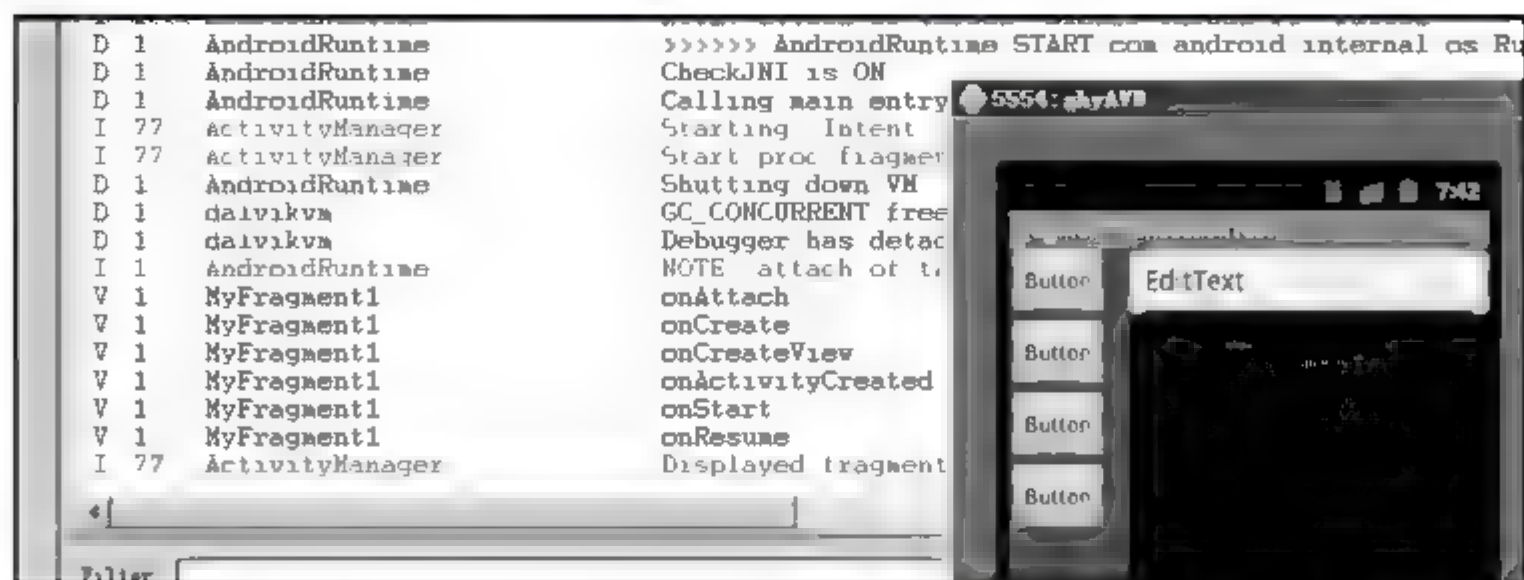 D 1 AndroidRuntime >>>>>> AndroidRuntime START com android internal os Ru
D 1 AndroidRuntime CheckJNI is ON
D 1 AndroidRuntime Calling main entry
I 77 ActivityManager Starting Intent
I 77 ActivityManager Start proc fragmen
D 1 AndroidRuntime Shutting down VM
D 1 dalvikvm GC_CONCURRENT free
D 1 dalvikvm Debugger has detac
I 1 AndroidRuntime NOTE attach of
V 1 MyFragment1 onAttach
V 1 MyFragment1 onCreate
V 1 MyFragment1 onCreateView
V 1 MyFragment1 onActivityCreated
V 1 MyFragment1 onStart
V 1 MyFragment1 onResume
I 77 ActivityManager Displayed fragment
Filter
5554:
7:42
Button
EditText
Button
Button
Button